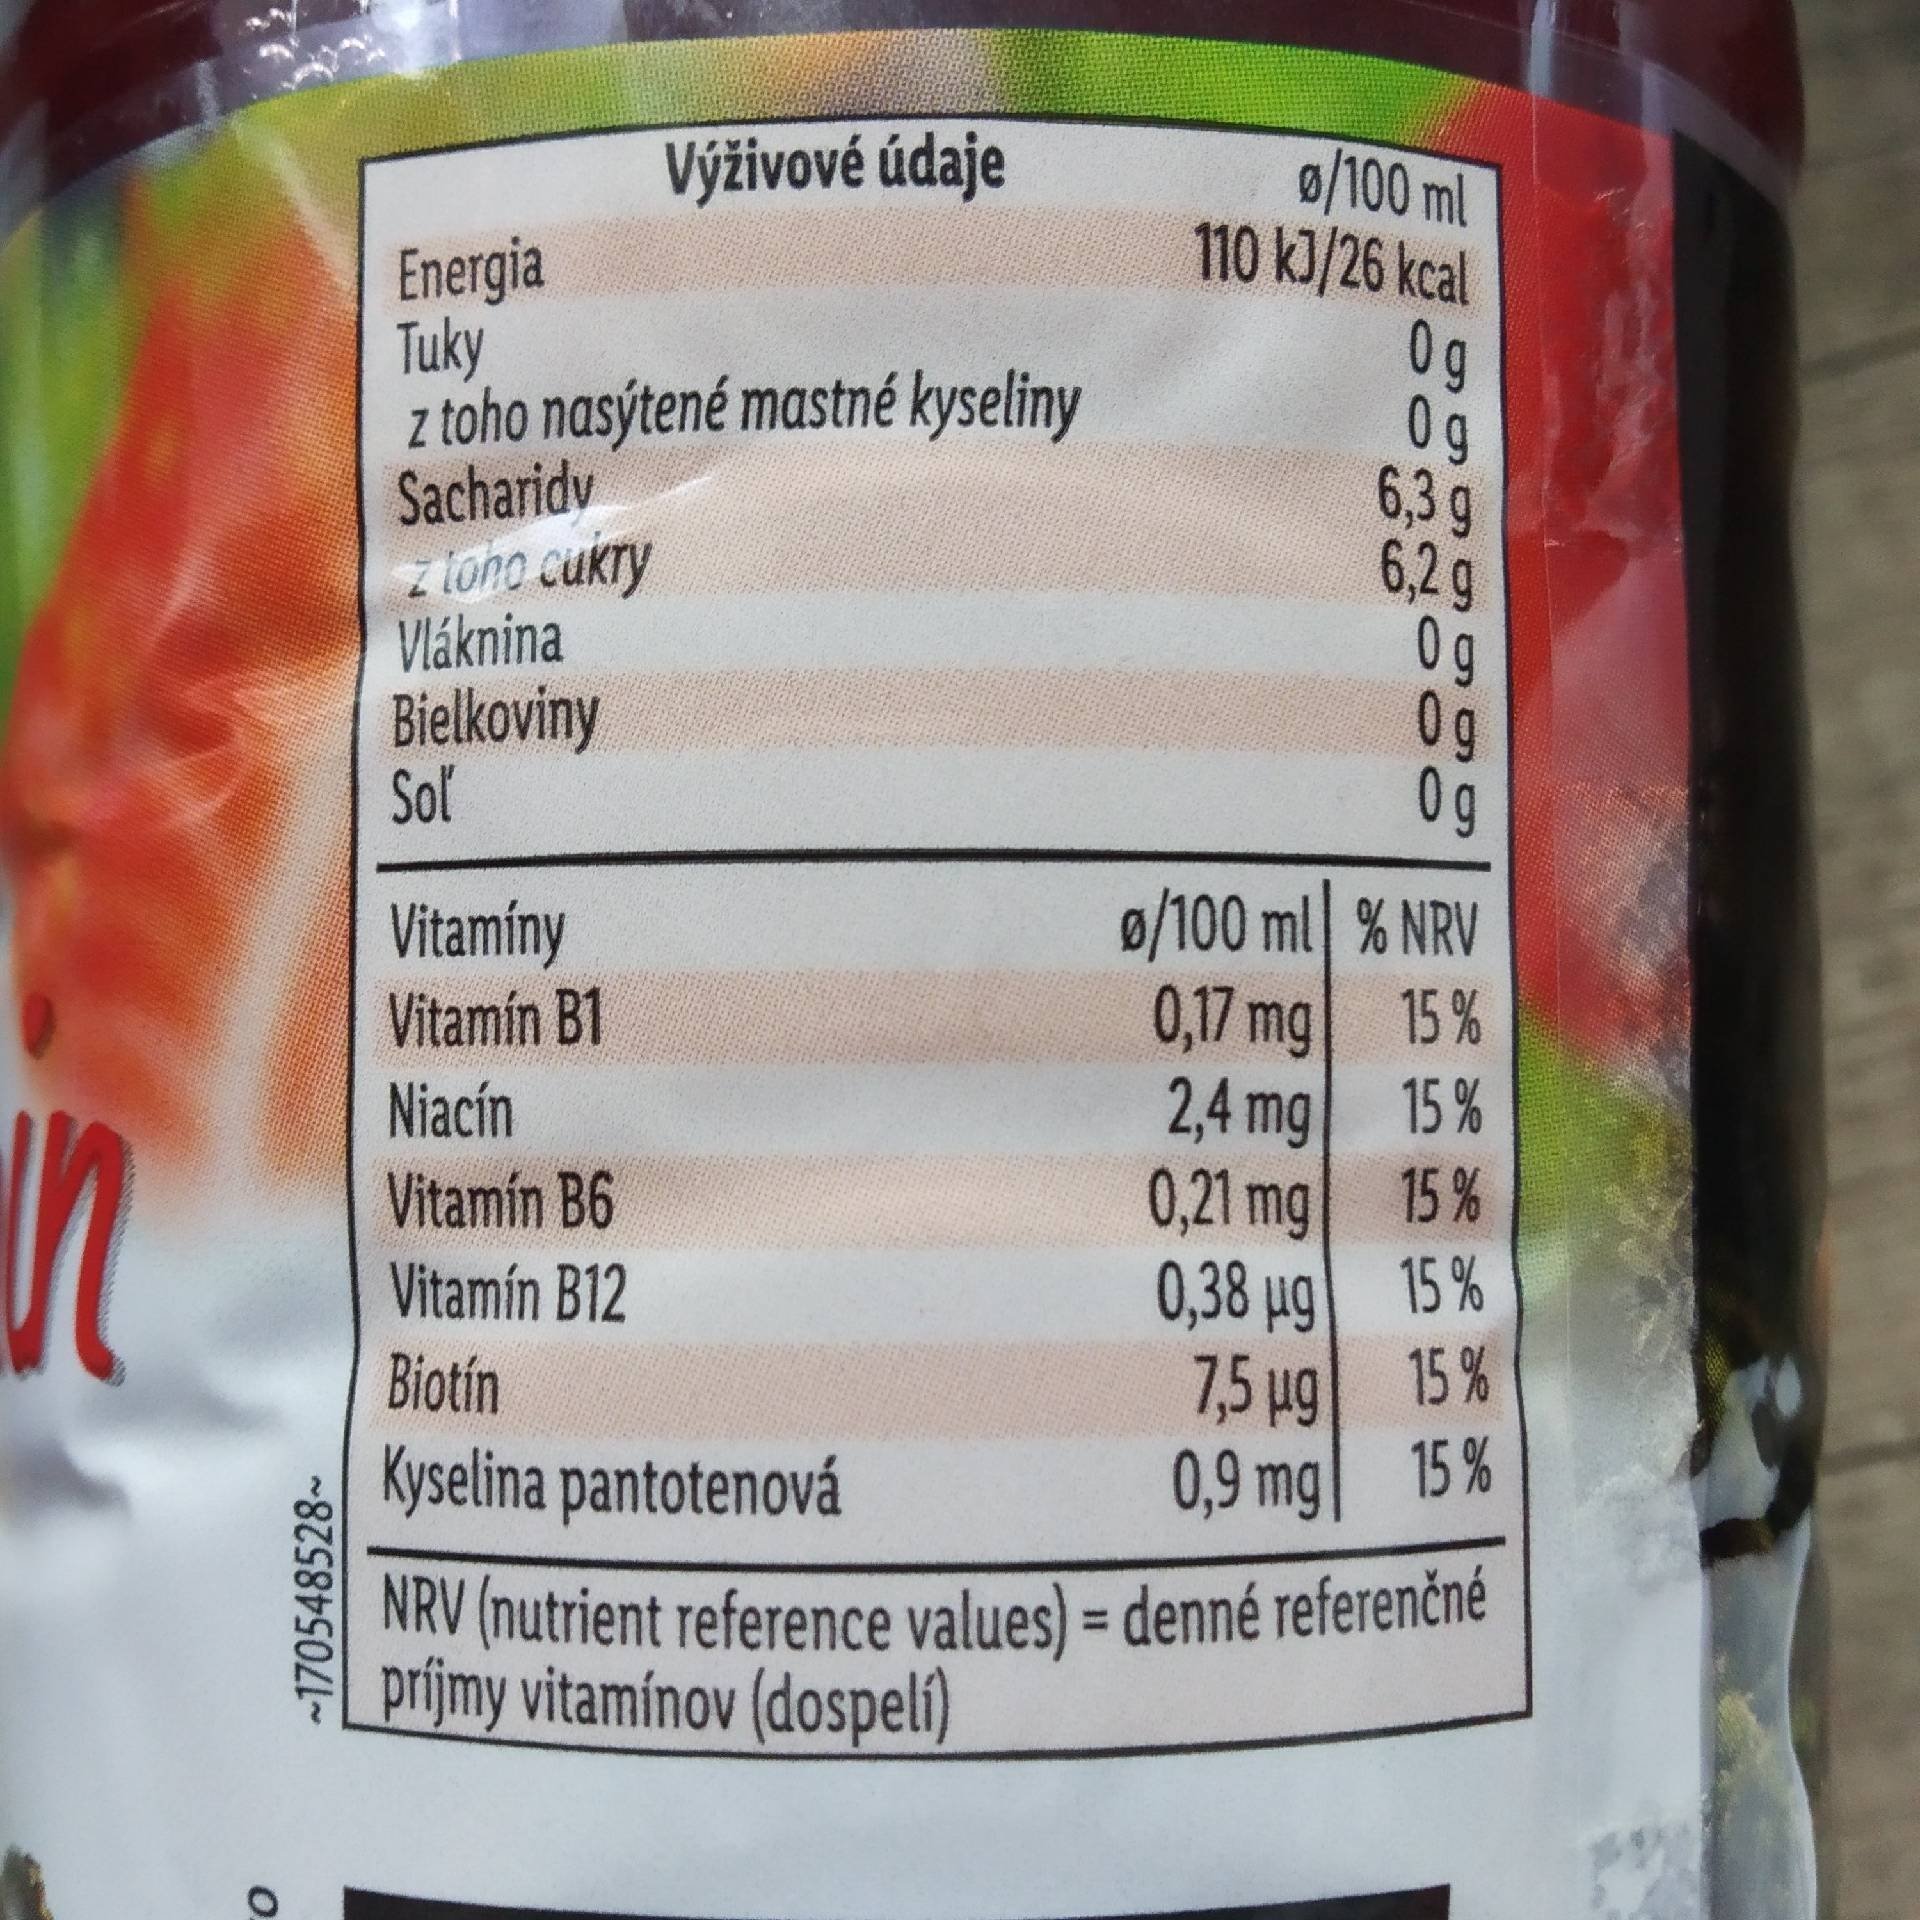 Výživové údaje ø/100 ml
Energia 110 kJ/26 kcal
Tuky 0 g
z toho nasýtené mastné kyseliny 0 g
Sacharidy 6,3 g
z toho cukry 6,2 g
Vláknina 0 g
Bielkoviny 0 g
Soľ 0 g
Vitamíny ø/100 ml % NRV
Vitamín B1 0,17 mg 15 %
Niacín 2,4 mg 15 %
Vitamín B6 0,21 mg 15 %
Vitamín B12 0,38 µg 15 %
Biotín 7,5 µg 15 %
Kyselina pantotenová 0,9 mg 15 %
NRV (nutrient reference values) = denné referenčné
príjmy vitamínov (dospelí)
~170548528~